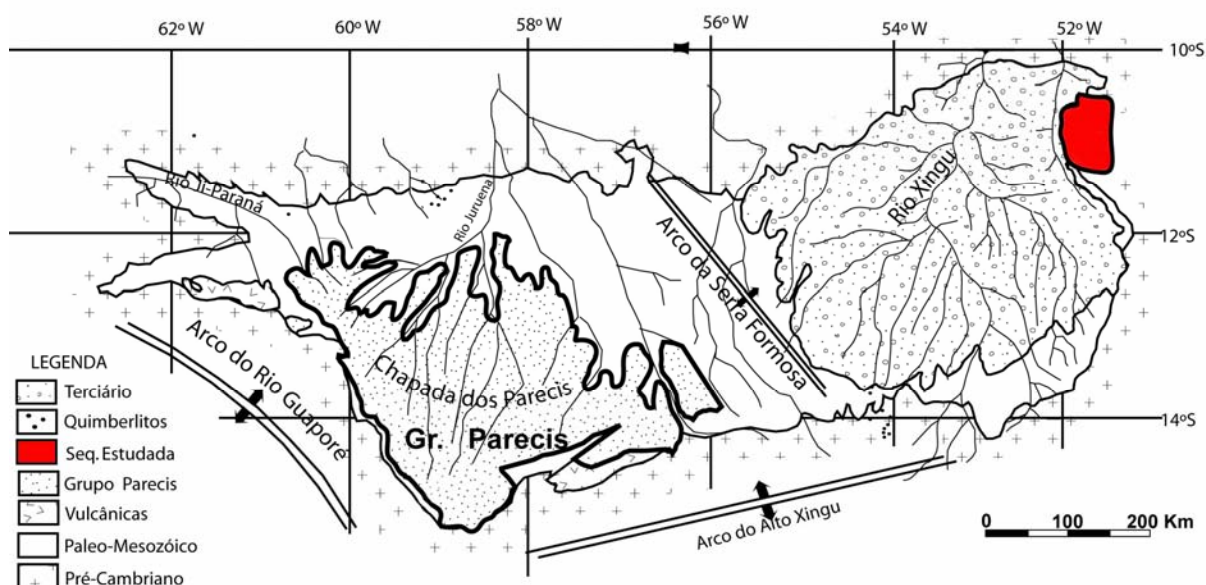 62º W
60º W
58º W
56º W
54º W
52º W
10ºS
Rio Ji-Paraná
Rio Juruena
Rio Xingu
12ºS
Arco da Serra Formosa
Arco do Rio Guaporé
Chapada dos Parecis
Gr. Parecis
14ºS
Arco do Alto Xingu
LEGENDA
Terciário
Quimberlitos
Seq. Estudada
Grupo Parecis
Vulcânicas
Paleo-Mesozóico
Pré-Cambriano
0 100 200 Km